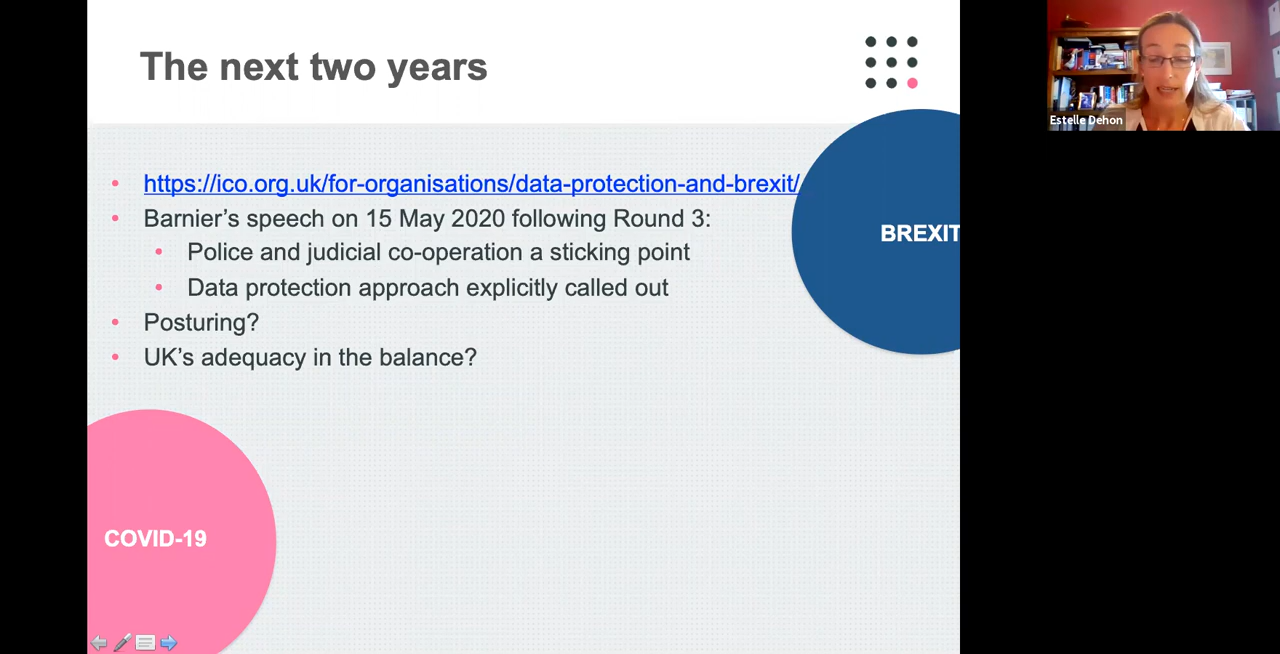 The next two years
https://ico.org.uk/for-organisations/data-protection-and-brexit/
Barnier’s speech on 15 May 2020 following Round 3:
Police and judicial co-operation a sticking point
Data protection approach explicitly called out
Posturing?
UK’s adequacy in the balance?
BREXIT
COVID-19
Estelle Dehon